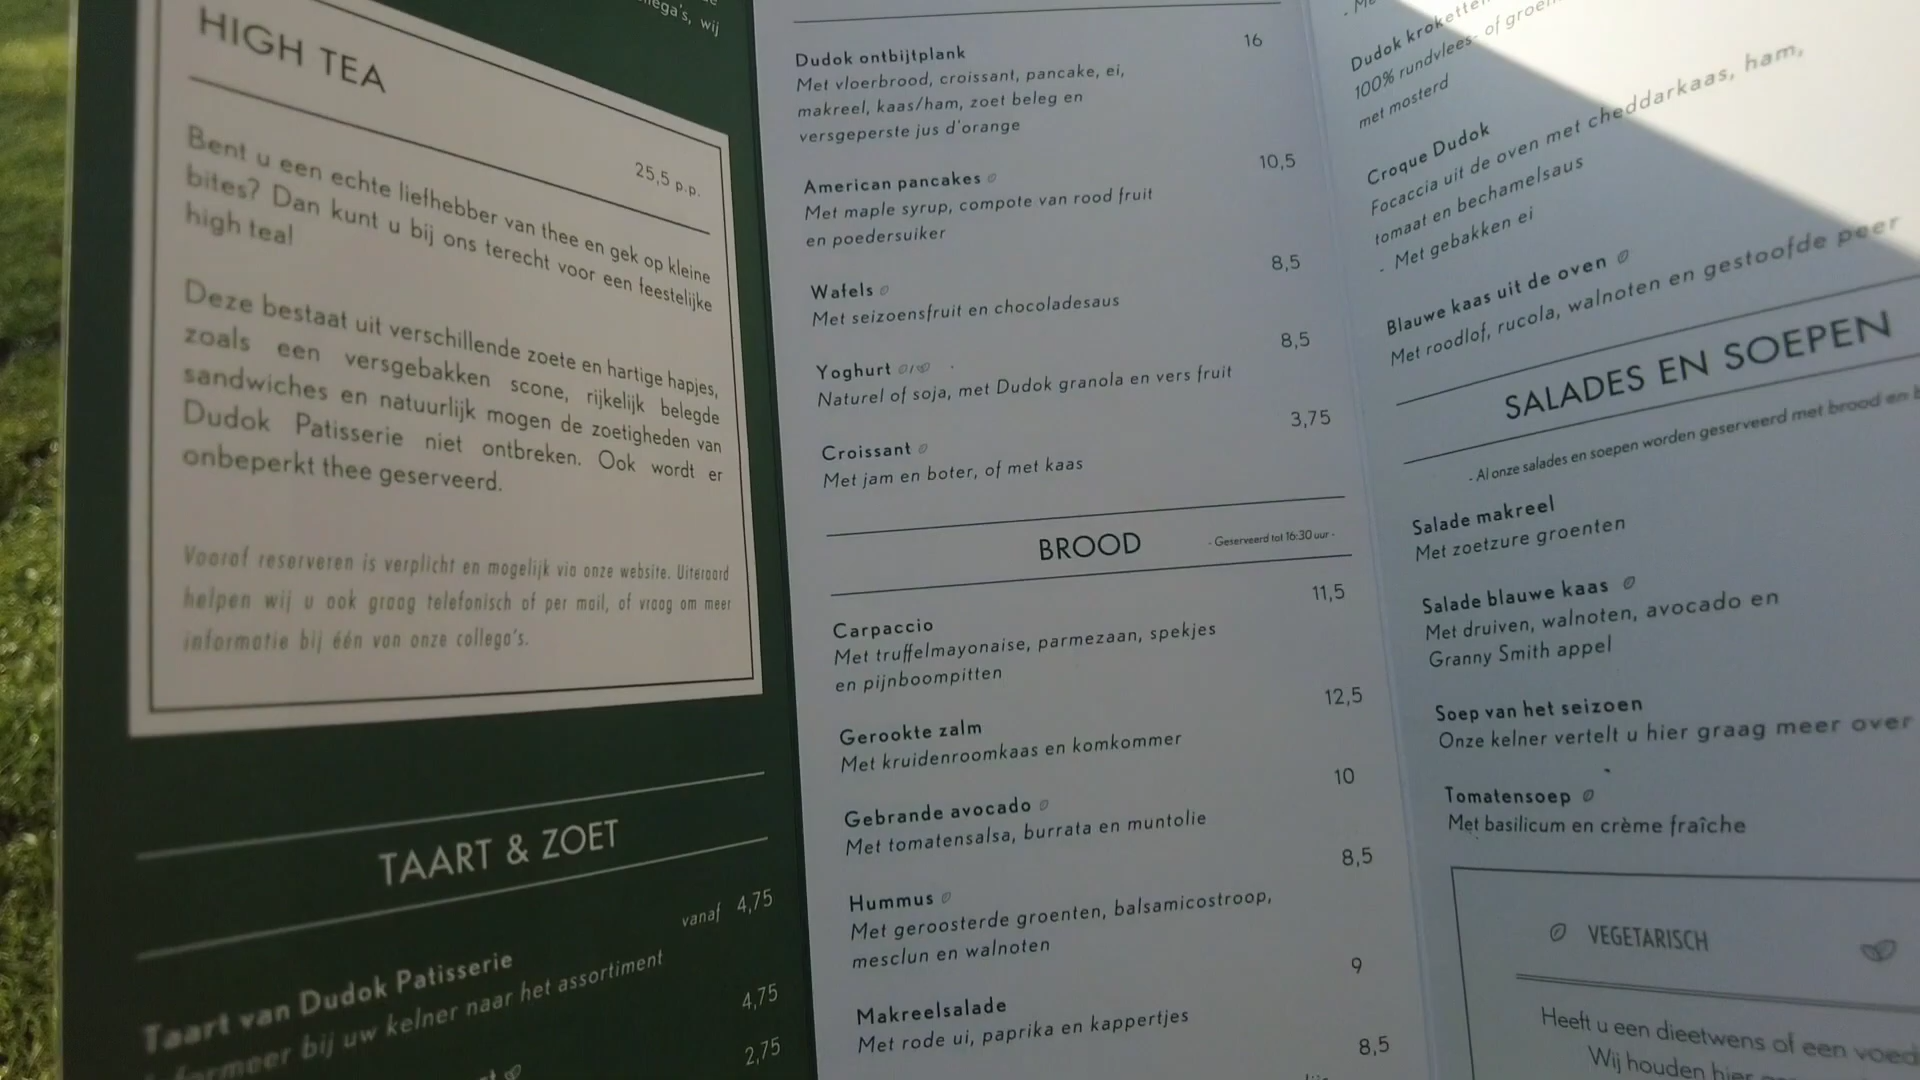 ega's, wij
HIGH TEA
25,5 p.p.
Bent u een echte liefhebber van thee en gek op kleine
bites? Dan kunt u bij ons terecht voor een feestelijke
high tea!
Deze bestaat uit verschillende zoete en hartige hapjes,
zoals een versgebakken scone, rijkelijk belegde
sandwiches en natuurlijk mogen de zoetigheden van
Dudok Patisserie niet ontbreken. Ook wordt er
onbeperkt thee geserveerd.
Vooraf reserveren is verplicht en mogelijk via onze website. Uiteraard
helpen wij u ook graag telefonisch of per mail, of vraag om meer
informatie bij één van onze collega's.
TAART & ZOET
vanaf 4,75
Taart van Dudok Patisserie
bij uw kelner naar het assortiment
4,75
2,75
Dudok ontbijtplank 16
Met vloerbrood, croissant, pancake, ei,
makreel, kaas/ham, zoet beleg en
versgeperste jus d'orange
American pancakes 10,5
Met maple syrup, compote van rood fruit
en poedersuiker
Wafels 8,5
Met seizoensfruit en chocoladesaus
Yoghurt 8,5
Naturel of soja, met Dudok granola en vers fruit
Croissant 3,75
Met jam en boter, of met kaas
BROOD - Geserveerd tot 16:30 uur -
Carpaccio 11,5
Met truffelmayonaise, parmezaan, spekjes
en pijnboompitten
Gerookte zalm 12,5
Met kruidenroomkaas en komkommer
Gebrande avocado 10
Met tomatensalsa, burrata en muntolie
Hummus 8,5
Met geroosterde groenten, balsamicostroop,
mesclun en walnoten
Makreelsalade 9
Met rode ui, paprika en kappertjes
8,5
Dudok kroketten
100% rundvlees- of
met mosterd
Croque Dudok
Focaccia uit de oven met cheddarkaas, ham,
tomaat en bechamelsaus
- Met gebakken ei
Blauwe kaas uit de oven
Met roodlof, rucola, walnoten en gestoofde peer
SALADES EN SOEPEN
- Al onze salades en soepen worden geserveerd met brood en
Salade makreel
Met zoetzure groenten
Salade blauwe kaas
Met druiven, walnoten, avocado en
Granny Smith appel
Soep van het seizoen
Onze kelner vertelt u hier graag meer over
Tomatensoep
Met basilicum en crème fraîche
VEGETARISCH
Heeft u een dieetwens of een voed
Wij houden hier